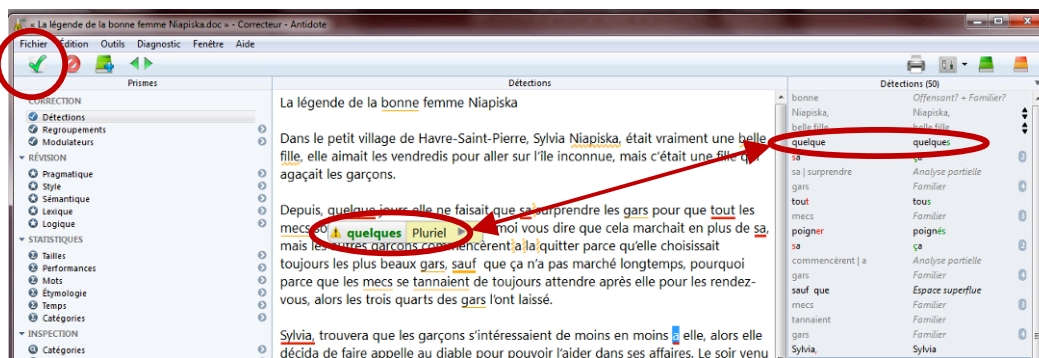 « La légende de la bonne femme Niapiska.doc » - Correcteur - Antidote
Fichier Édition Outils Diagnostic Fenêtre Aide
Prismes
CORRECTION
Détections
Regroupements
Modulateurs
RÉVISION
Pragmatique
Style
Sémantique
Lexique
Logique
STATISTIQUES
Tailles
Performances
Mots
Étymologie
Temps
Catégories
INSPECTION
Catégories
Détections
La légende de la bonne femme Niapiska
Dans le petit village de Havre-Saint-Pierre, Sylvia Niapiska, était vraiment une belle
fille, elle aimait les vendredis pour aller sur l'île inconnue, mais c'était une fille qui
agaçait les garçons.
Depuis, quelque jours elle ne faisait que sa surprendre les gars pour que tout les
mecs quelques Pluriel moi vous dire que cela marchait en plus de sa,
mais les autres garçons commencèrent à la quitter parce qu'elle choisissait
toujours les plus beaux gars, sauf que ça n'a pas marché longtemps, pourquoi
parce que les mecs se tannaient de toujours attendre après elle pour les rendez-
vous, alors les trois quarts des gars l'ont laissé.
Sylvia, trouvera que les garçons s'intéressaient de moins en moins a elle, alors elle
décida de faire appelle au diable pour pouvoir l'aider dans ses affaires. Le soir venu
Détections (50)
bonne Offensant? + Familier?
Niapiska, Niapiska,
belle fille belle fille
quelque quelques
sa ça
sa | surprendre Analyse partielle
gars Familier
tout tous
mecs Familier
poigner poignés
sa ça
commencèrent | a Analyse partielle
gars Familier
sauf que Espace superflue
mecs Familier
tannaient Familier
gars Familier
Sylvia, Sylvia